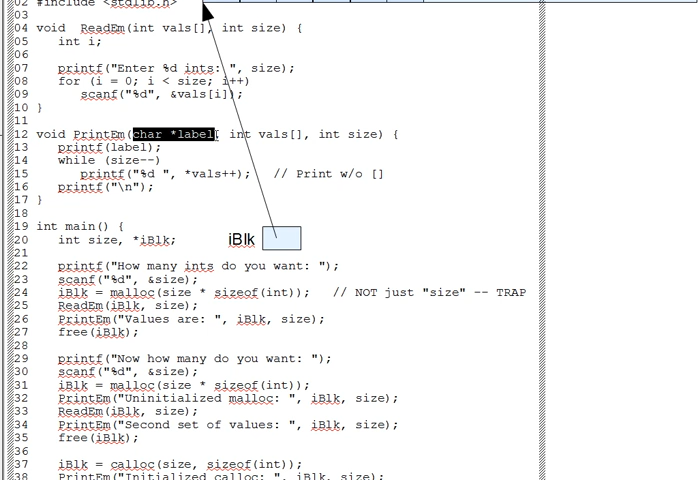 02 #include <stdlib.h>
03
04 void  ReadEm(int vals[], int size) {
05   int i;
06
07   printf("Enter %d ints: ", size);
08   for (i = 0; i < size; i++)
09      scanf("%d", &vals[i]);
10 }
11
12 void PrintEm(char *label, int vals[], int size) {
13   printf(label);
14   while (size--)
15      printf("%d ", *vals++);   // Print w/o []
16   printf("\n");
17 }
18
19 int main() {
20   int size, *iBlk;
iBlk
21
22   printf("How many ints do you want: ");
23   scanf("%d", &size);
24   iBlk = malloc(size * sizeof(int));   // NOT just "size" -- TRAP
25   ReadEm(iBlk, size);
26   PrintEm("Values are: ", iBlk, size);
27   free(iBlk);
28
29   printf("Now how many do you want: ");
30   scanf("%d", &size);
31   iBlk = malloc(size * sizeof(int));
32   PrintEm("Uninitialized malloc: ", iBlk, size);
33   ReadEm(iBlk, size);
34   PrintEm("Second set of values: ", iBlk, size);
35   free(iBlk);
36
37   iBlk = calloc(size, sizeof(int));
38   PrintEm("Initialized calloc: ", iBlk, size);